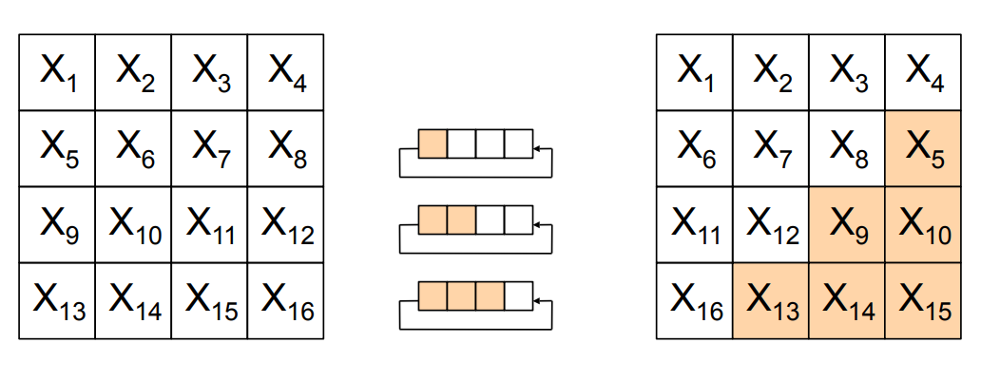 X₁ X₂ X₃ X₄
X₅ X₆ X₇ X₈
X₉ X₁₀ X₁₁ X₁₂
X₁₃ X₁₄ X₁₅ X₁₆
X₁ X₂ X₃ X₄
X₆ X₇ X₈ X₅
X₁₁ X₁₂ X₉ X₁₀
X₁₆ X₁₃ X₁₄ X₁₅